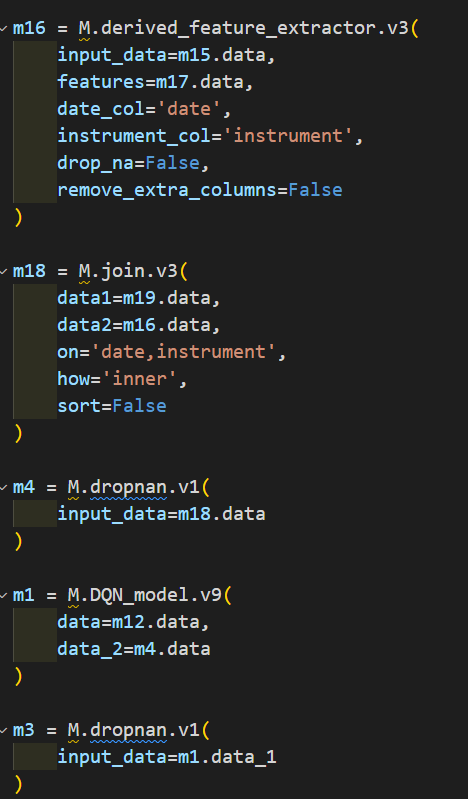 m16 = M.derived_feature_extractor.v3(
    input_data=m15.data,
    features=m17.data,
    date_col='date',
    instrument_col='instrument',
    drop_na=False,
    remove_extra_columns=False
)

m18 = M.join.v3(
    data1=m19.data,
    data2=m16.data,
    on='date,instrument',
    how='inner',
    sort=False
)

m4 = M.dropnan.v1(
    input_data=m18.data
)

m1 = M.DQN_model.v9(
    data=m12.data,
    data_2=m4.data
)

m3 = M.dropnan.v1(
    input_data=m1.data_1
)